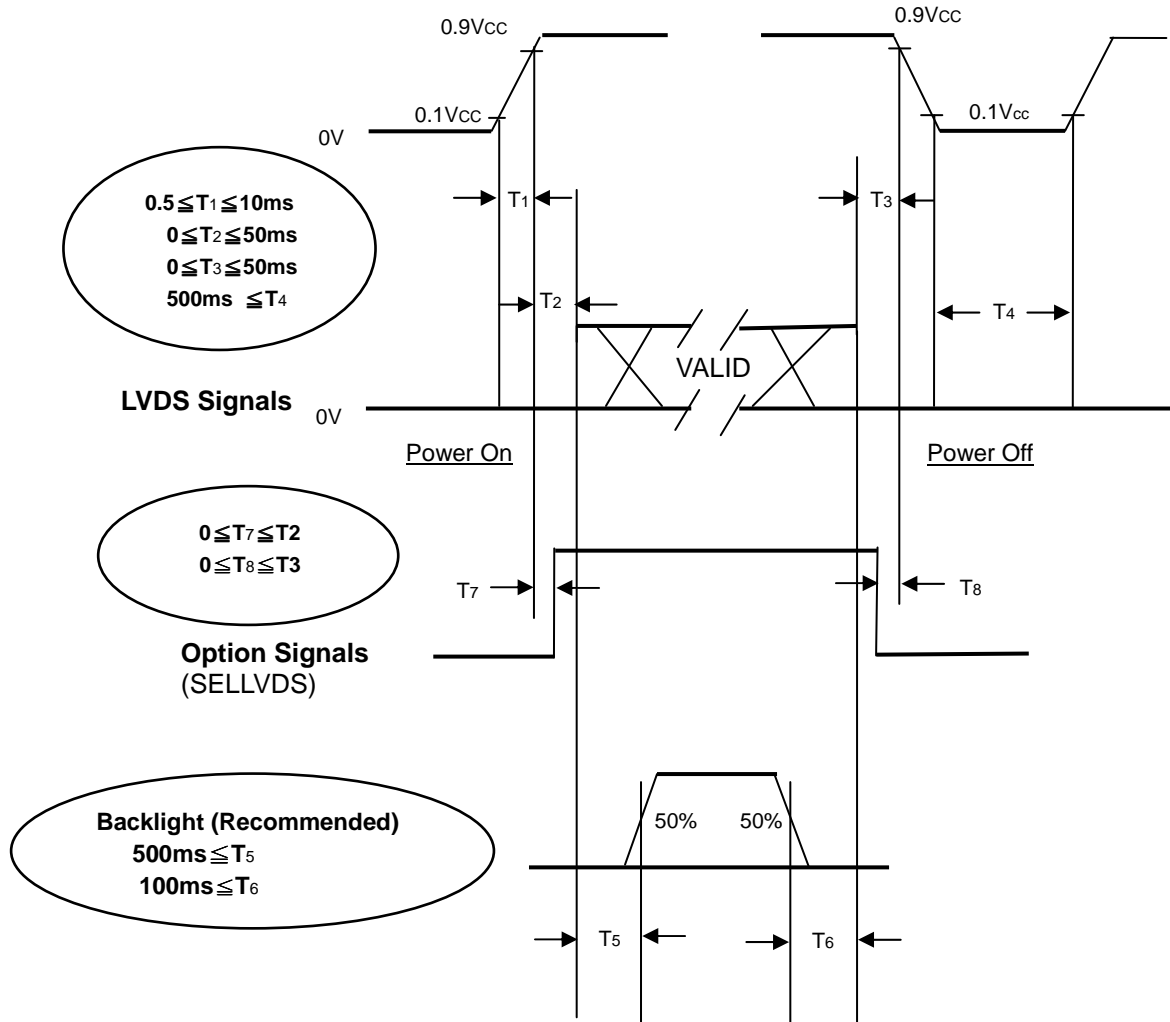 0.9VCC
0.9VCC
0.1VCC
0.1Vcc
0V
0.5≦T1≦10ms
0≦T2≦50ms
0≦T3≦50ms
500ms ≦T4
T1
T3
T2
T4
VALID
LVDS Signals
0V
Power On
Power Off
0≦T7≦T2
0≦T8≦T3
T7
T8
Option Signals
(SELLVDS)
Backlight (Recommended)
500ms≦T5
100ms≦T6
50%
50%
T5
T6